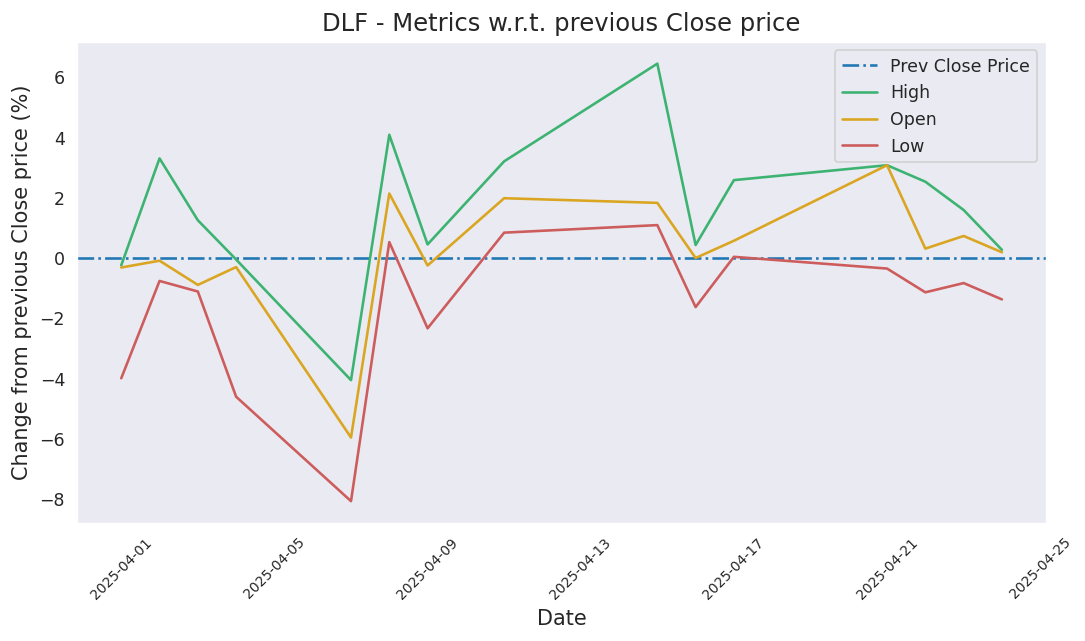 DLF - Metrics w.r.t. previous Close price
Change from previous Close price (%)
6
4
2
0
−2
−4
−6
−8
Prev Close Price
High
Open
Low
2025-04-01
2025-04-05
2025-04-09
2025-04-13
2025-04-17
2025-04-21
2025-04-25
Date